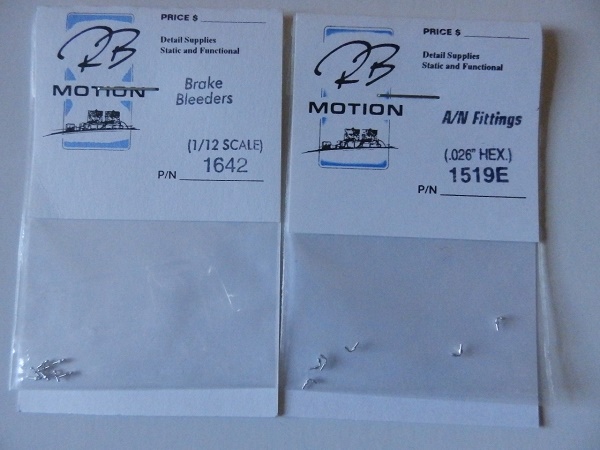 PRICE $
RB
Detail Supplies
Static and Functional
MOTION
Brake
Bleeders
(1/12 SCALE)
1642
P/N
PRICE $
RB
Detail Supplies
Static and Functional
MOTION
A/N Fittings
(.026" HEX.)
1519E
P/N